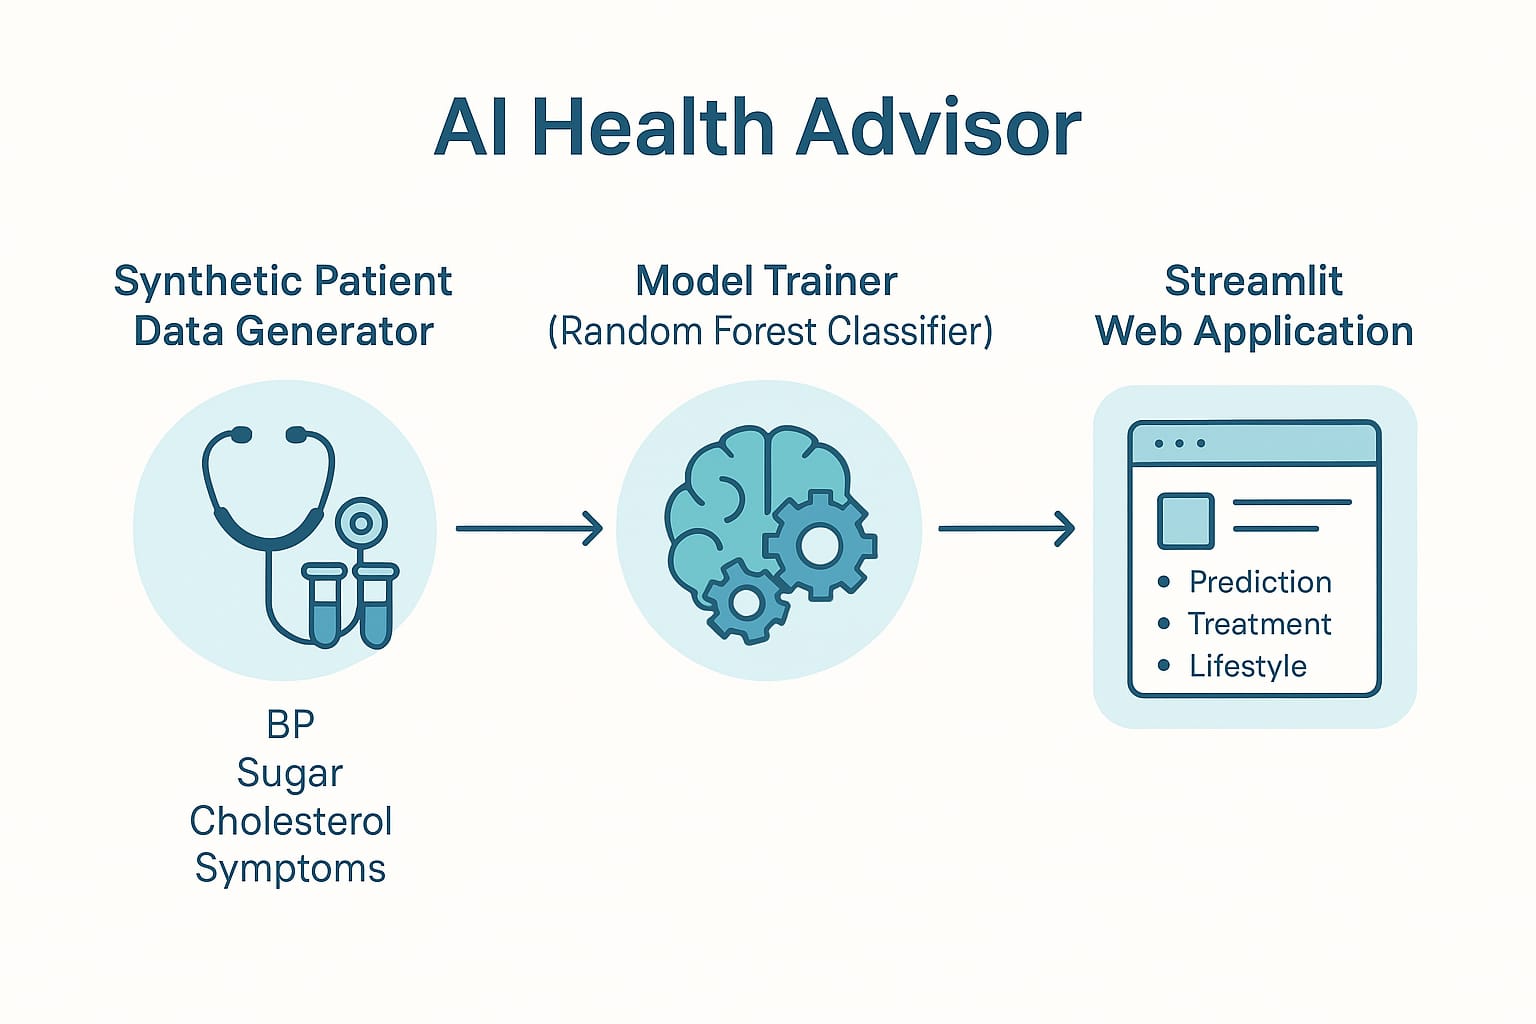 AI Health Advisor
Synthetic Patient
Data Generator
BP
Sugar
Cholesterol
Symptoms
Model Trainer
(Random Forest Classifier)
Streamlit
Web Application
• Prediction
• Treatment
• Lifestyle